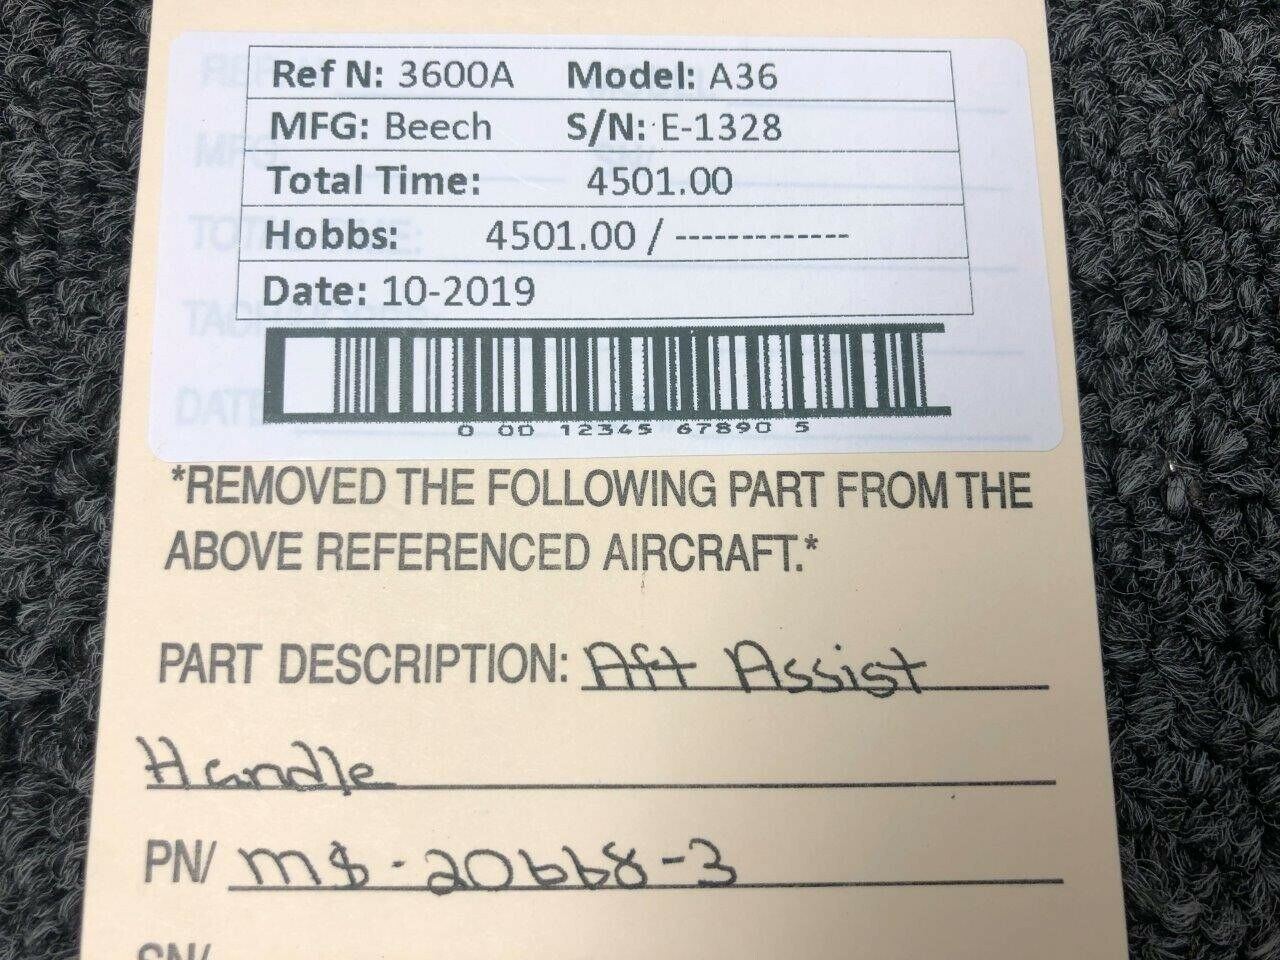 Ref N: 3600A Model: A36
MFG: Beech S/N: E-1328
Total Time: 4501.00
Hobbs: 4501.00 / -------------
Date: 10-2019
0 00 12345 67890 5
*REMOVED THE FOLLOWING PART FROM THE
ABOVE REFERENCED AIRCRAFT.*
PART DESCRIPTION: Aft Assist
Handle
PN/ MS-20668-3
SN/